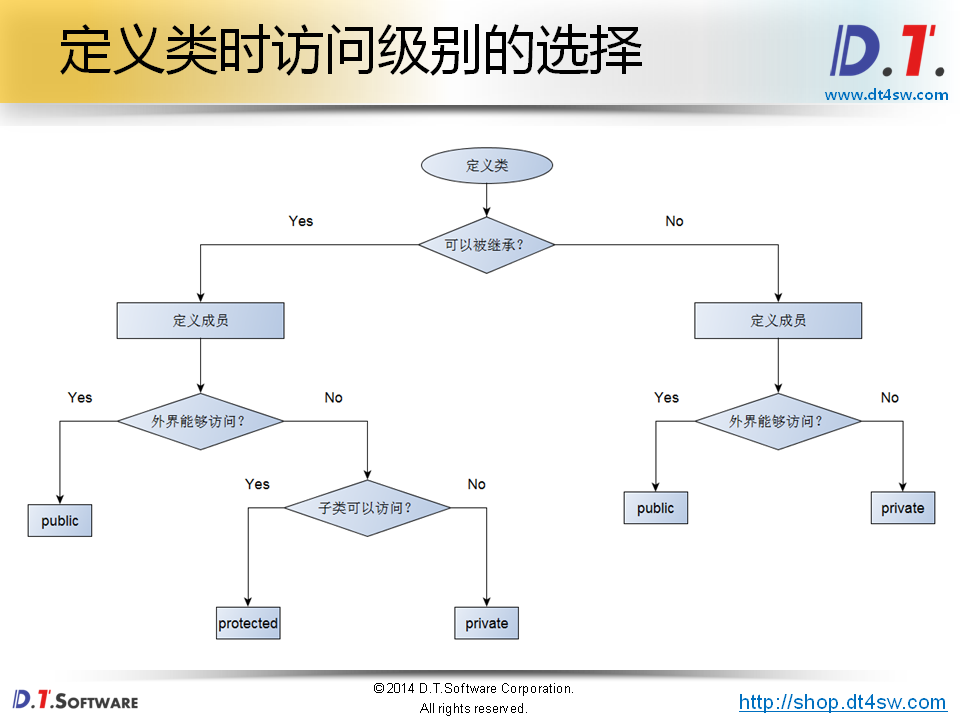 定义类时访问级别的选择
D.T.
www.dt4sw.com
定义类
Yes
No
可以被继承?
定义成员
定义成员
Yes
No
Yes
No
外界能够访问?
外界能够访问?
Yes
No
public
子类可以访问?
public
private
protected
private
D.T.SOFTWARE
©2014 D.T.Software Corporation.
All rights reserved.
http://shop.dt4sw.com